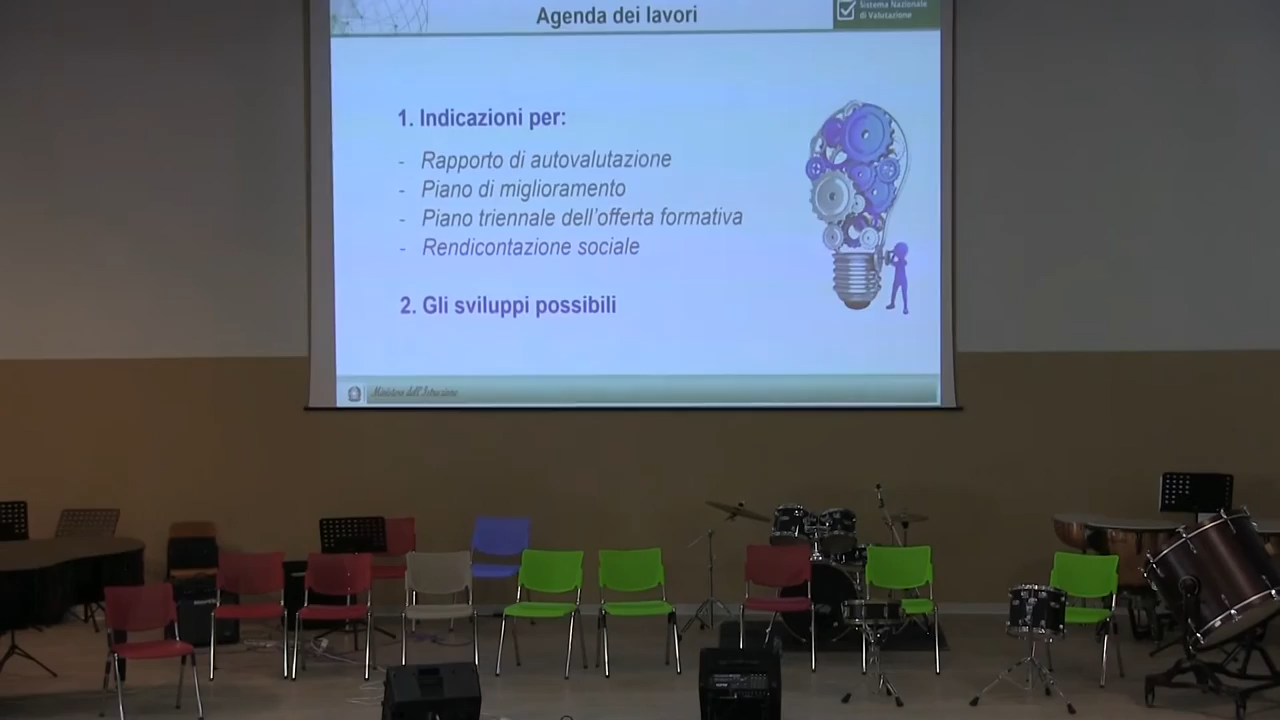 Agenda dei lavori
Sistema Nazionale
di Valutazione
1. Indicazioni per:
- Rapporto di autovalutazione
- Piano di miglioramento
- Piano triennale dell'offerta formativa
- Rendicontazione sociale
2. Gli sviluppi possibili
Ministero dell'Istruzione